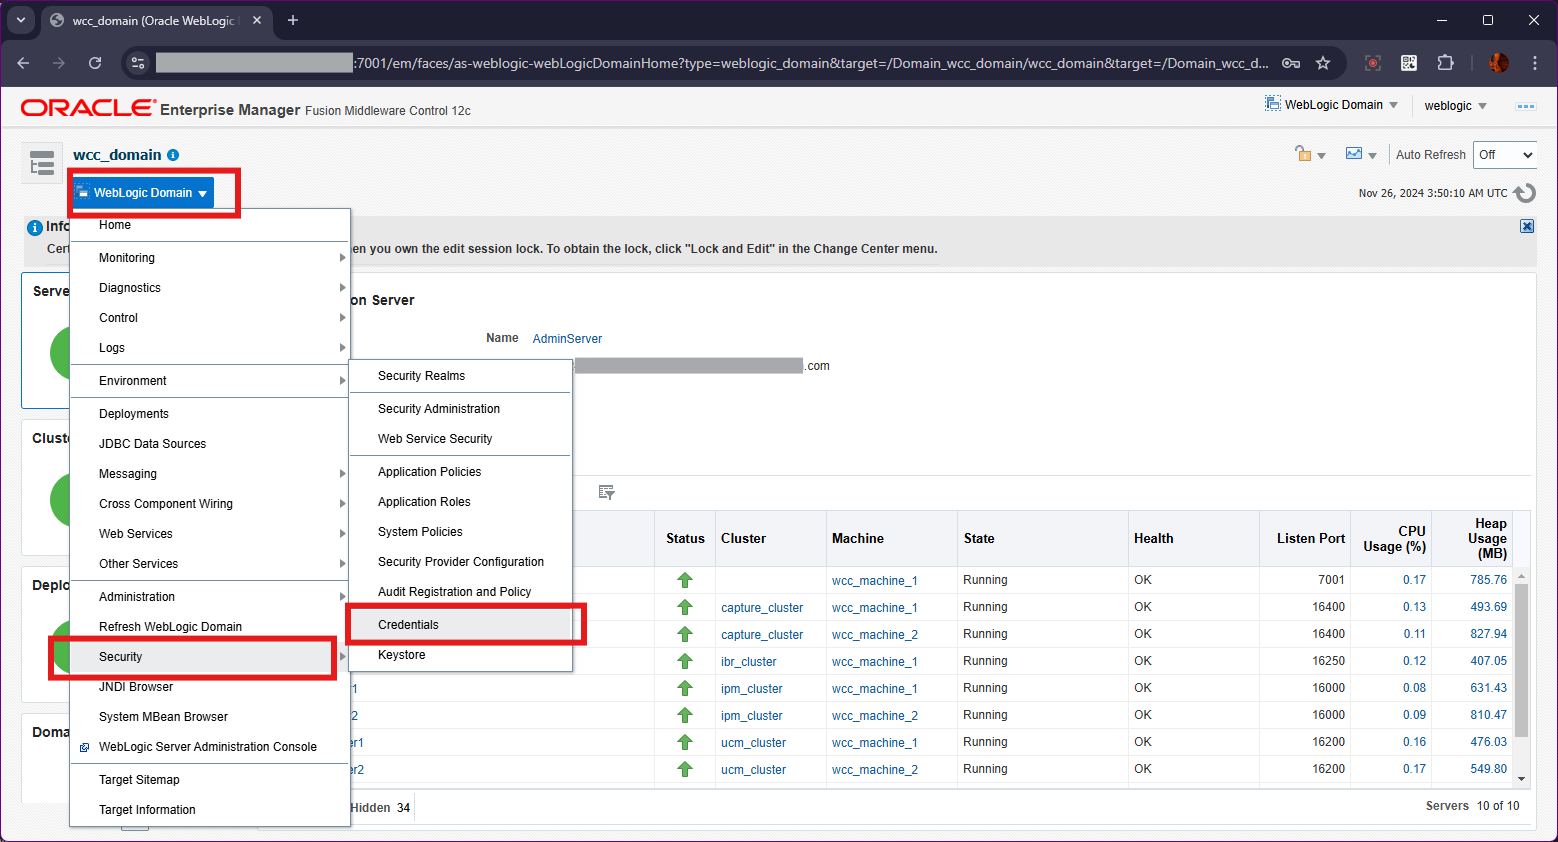 wcc_domain (Oracle WebLogic
:7001/em/faces/as-weblogic-webLogicDomainHome?type=weblogic_domain&target=/Domain_wcc_domain/wcc_domain&target=/Domain_wcc_d...
ORACLE Enterprise Manager Fusion Middleware Control 12c
WebLogic Domain weblogic
wcc_domain
Auto Refresh Off
WebLogic Domain
Nov 26, 2024 3:50:10 AM UTC
Home
Monitoring
Diagnostics
Control
Logs
Environment
Deployments
JDBC Data Sources
Messaging
Cross Component Wiring
Web Services
Other Services
Administration
Refresh WebLogic Domain
Security
JNDI Browser
System MBean Browser
WebLogic Server Administration Console
Target Sitemap
Target Information
Security Realms
Security Administration
Web Service Security
Application Policies
Application Roles
System Policies
Security Provider Configuration
Audit Registration and Policy
Credentials
Keystore
Info
Cert
en you own the edit session lock. To obtain the lock, click "Lock and Edit" in the Change Center menu.
Serve
Cluste
Deplo
Doma
on Server
Name AdminServer
.com
Status Cluster Machine State Health Listen Port CPU Usage (%) Heap Usage (MB)
wcc_machine_1 Running OK 7001 0.17 785.76
capture_cluster wcc_machine_1 Running OK 16400 0.13 493.69
capture_cluster wcc_machine_2 Running OK 16400 0.11 827.94
ibr_cluster wcc_machine_1 Running OK 16250 0.12 407.05
1 ipm_cluster wcc_machine_1 Running OK 16000 0.08 631.43
2 ipm_cluster wcc_machine_2 Running OK 16000 0.09 810.47
er1 ucm_cluster wcc_machine_1 Running OK 16200 0.16 476.03
er2 ucm_cluster wcc_machine_2 Running OK 16200 0.17 549.80
Hidden 34
Servers 10 of 10